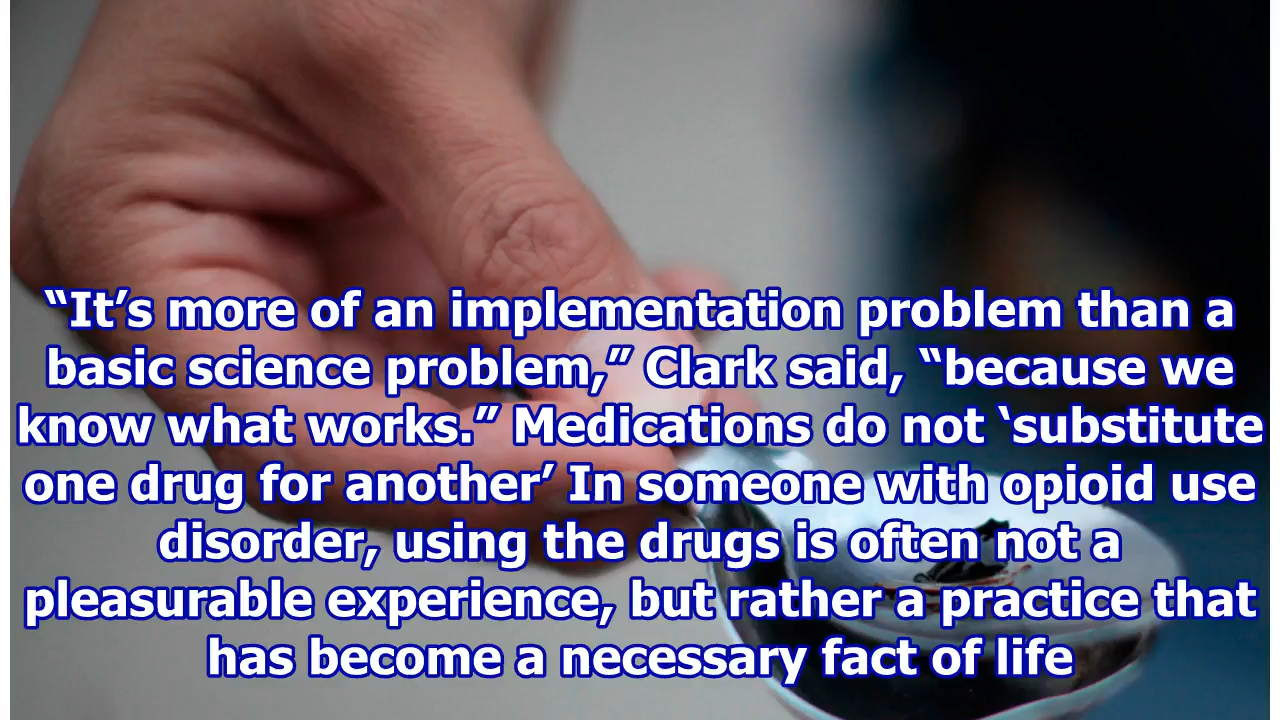 “It’s more of an implementation problem than a
basic science problem,” Clark said, “because we
know what works.” Medications do not ‘substitute
one drug for another’ In someone with opioid use
disorder, using the drugs is often not a
pleasurable experience, but rather a practice that
has become a necessary fact of life